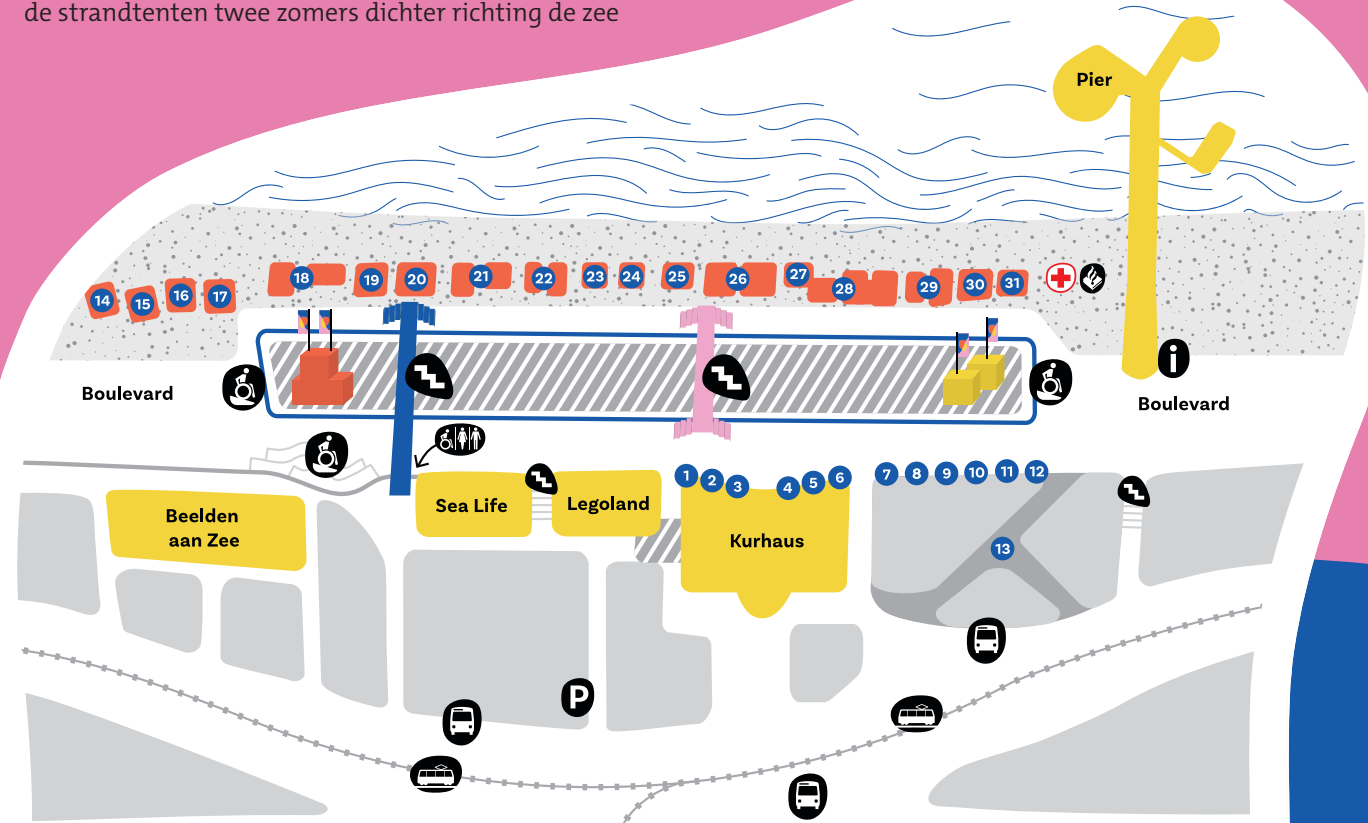 de strandtenten twee zomers dichter richting de zee
Pier
14
15
16
17
18
19
20
21
22
23
24
25
26
27
28
29
30
31
i
Boulevard
Boulevard
Beelden
aan Zee
Sea Life
Legoland
1
2
3
4
5
6
7
8
9
10
11
12
Kurhaus
13
P